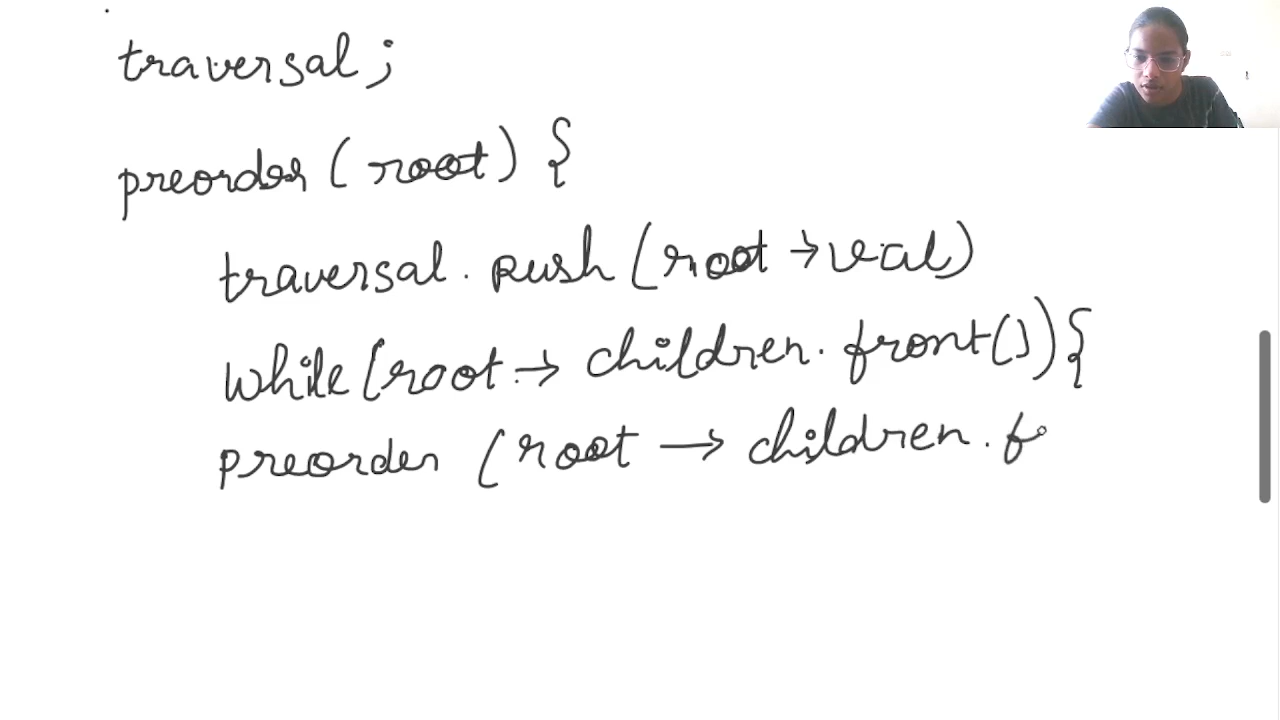 traversal;
preorder (root) {
traversal. push (root →val)
while (root → children. front()) {
preorder (root → children. f